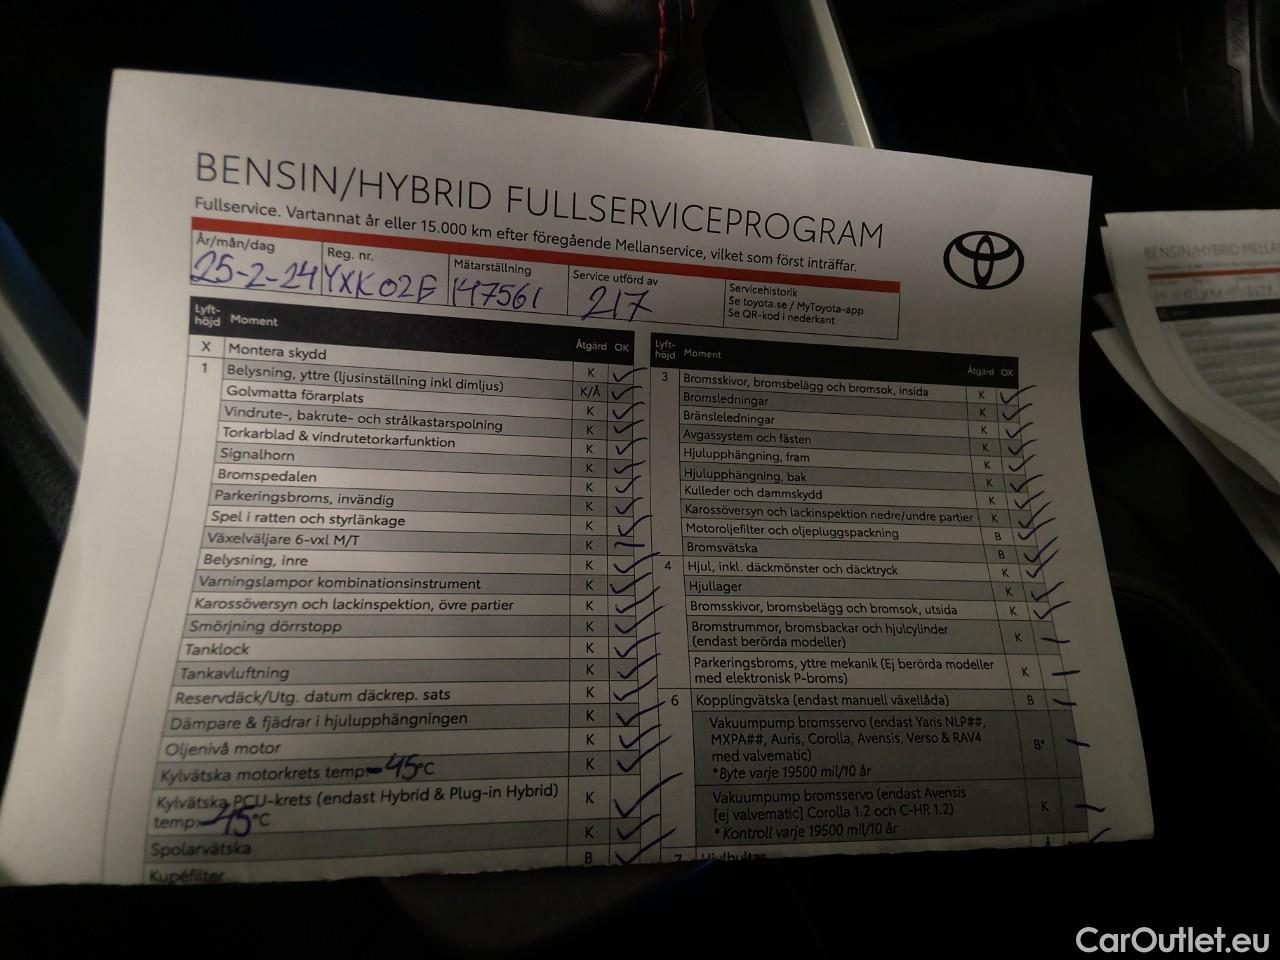 BENSIN/HYBRID FULLSERVICEPROGRAM
Fullservice. Vartannat år eller 15.000 km efter föregående Mellanservice, vilket som först inträffar.
År/mån/dag
25-2-24
Reg. nr.
YXK02E
Mätarställning
147561
Service utförd av
217
Servicehistorik
Se toyota.se / MyToyota-app
Se QR-kod i nederkant
Lyft-
höjd Moment Åtgärd OK
X Montera skydd
1 Belysning, yttre (ljusinställning inkl dimljus) K
Golvmatta förarplats K/Å
Vindrute-, bakrute- och strålkastarspolning K
Torkarblad & vindrutetorkarfunktion K
Signalhorn K
Bromspedalen K
Parkeringsbroms, invändig K
Spel i ratten och styrlänkage K
Växelväljare 6-vxl M/T K
Belysning, inre K
Varningslampor kombinationsinstrument K
Karossöversyn och lackinspektion, övre partier K
Smörjning dörrstopp K
Tanklock K
Tankavluftning K
Reservdäck/Utg. datum däckrep. sats K
Dämpare & fjädrar i hjulupphängningen K
Oljenivå motor K
Kylvätska motorkrets temp: -45°C K
Kylvätska PCU-krets (endast Hybrid & Plug-in Hybrid)
temp: -45°C K
Spolarvätska K
Kupéfilter B
Lyft-
höjd Moment Åtgärd OK
3 Bromsskivor, bromsbelägg och bromsok, insida K
Bromsledningar K
Bränsleledningar K
Avgassystem och fästen K
Hjulupphängning, fram K
Hjulupphängning, bak K
Kulleder och dammskydd K
Karossöversyn och lackinspektion nedre/undre partier K
Motoroljefilter och oljepluggspackning B
Bromsvätska B
4 Hjul, inkl. däckmönster och däcktryck K
Hjullager K
Bromsskivor, bromsbelägg och bromsok, utsida K
Bromstrummor, bromsbackar och hjulcylinder
(endast berörda modeller) K
Parkeringsbroms, yttre mekanik (Ej berörda modeller
med elektronisk P-broms) K
6 Kopplingvätska (endast manuell växellåda) B
Vakuumpump bromsservo (endast Yaris NLP##,
MXPA##, Auris, Corolla, Avensis, Verso & RAV4
med valvematic) B*
*Byte varje 19500 mil/10 år
Vakuumpump bromsservo (endast Avensis
[ej valvematic] Corolla 1.2 och C-HR 1.2) K
*Kontroll varje 19500 mil/10 år
7 Hjulbultar
BENSIN/HYBRID
CarOutlet.eu